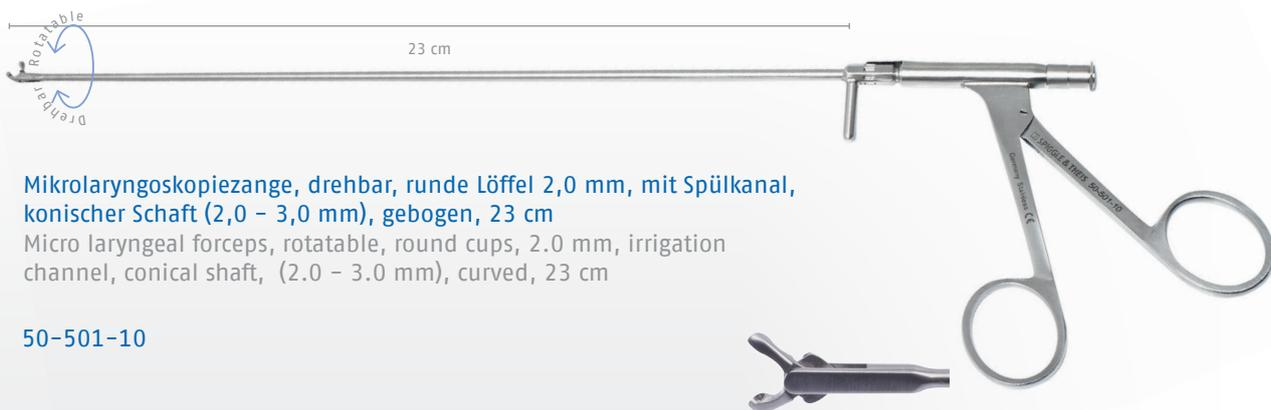 Rotatable
Drehbar
23 cm
SPIGGLE & THEIS 50-501-10
Germany Stainless CE
Mikrolaryngoskopiezange, drehbar, runde Löffel 2,0 mm, mit Spülkanal,
konischer Schaft (2,0 – 3,0 mm), gebogen, 23 cm
Micro laryngeal forceps, rotatable, round cups, 2.0 mm, irrigation
channel, conical shaft,  (2.0 – 3.0 mm), curved, 23 cm
50-501-10